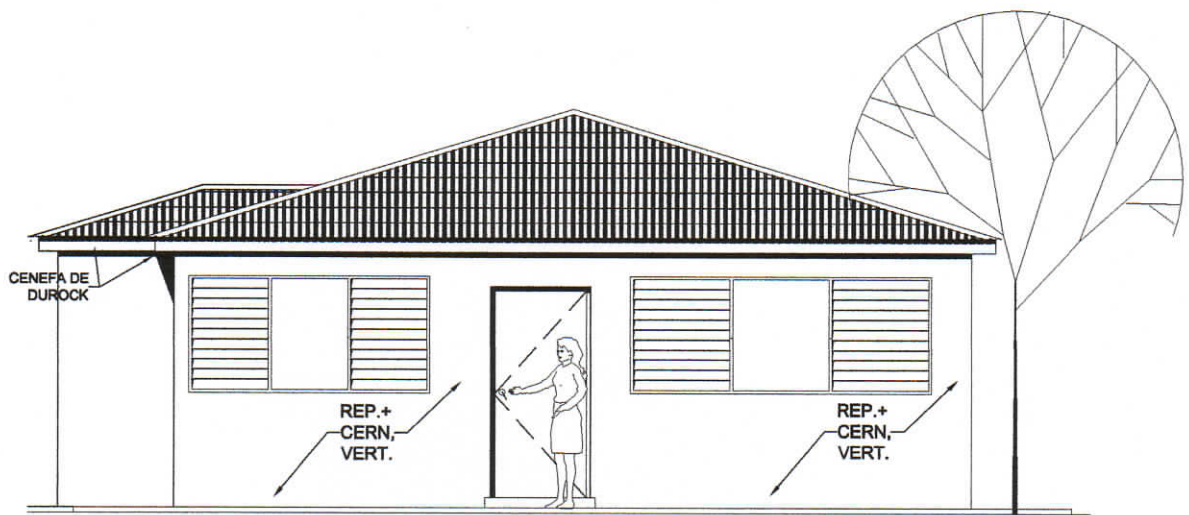 CENEFA DE
DUROCK
REP.+
CERN,
VERT.
REP.+
CERN,
VERT.